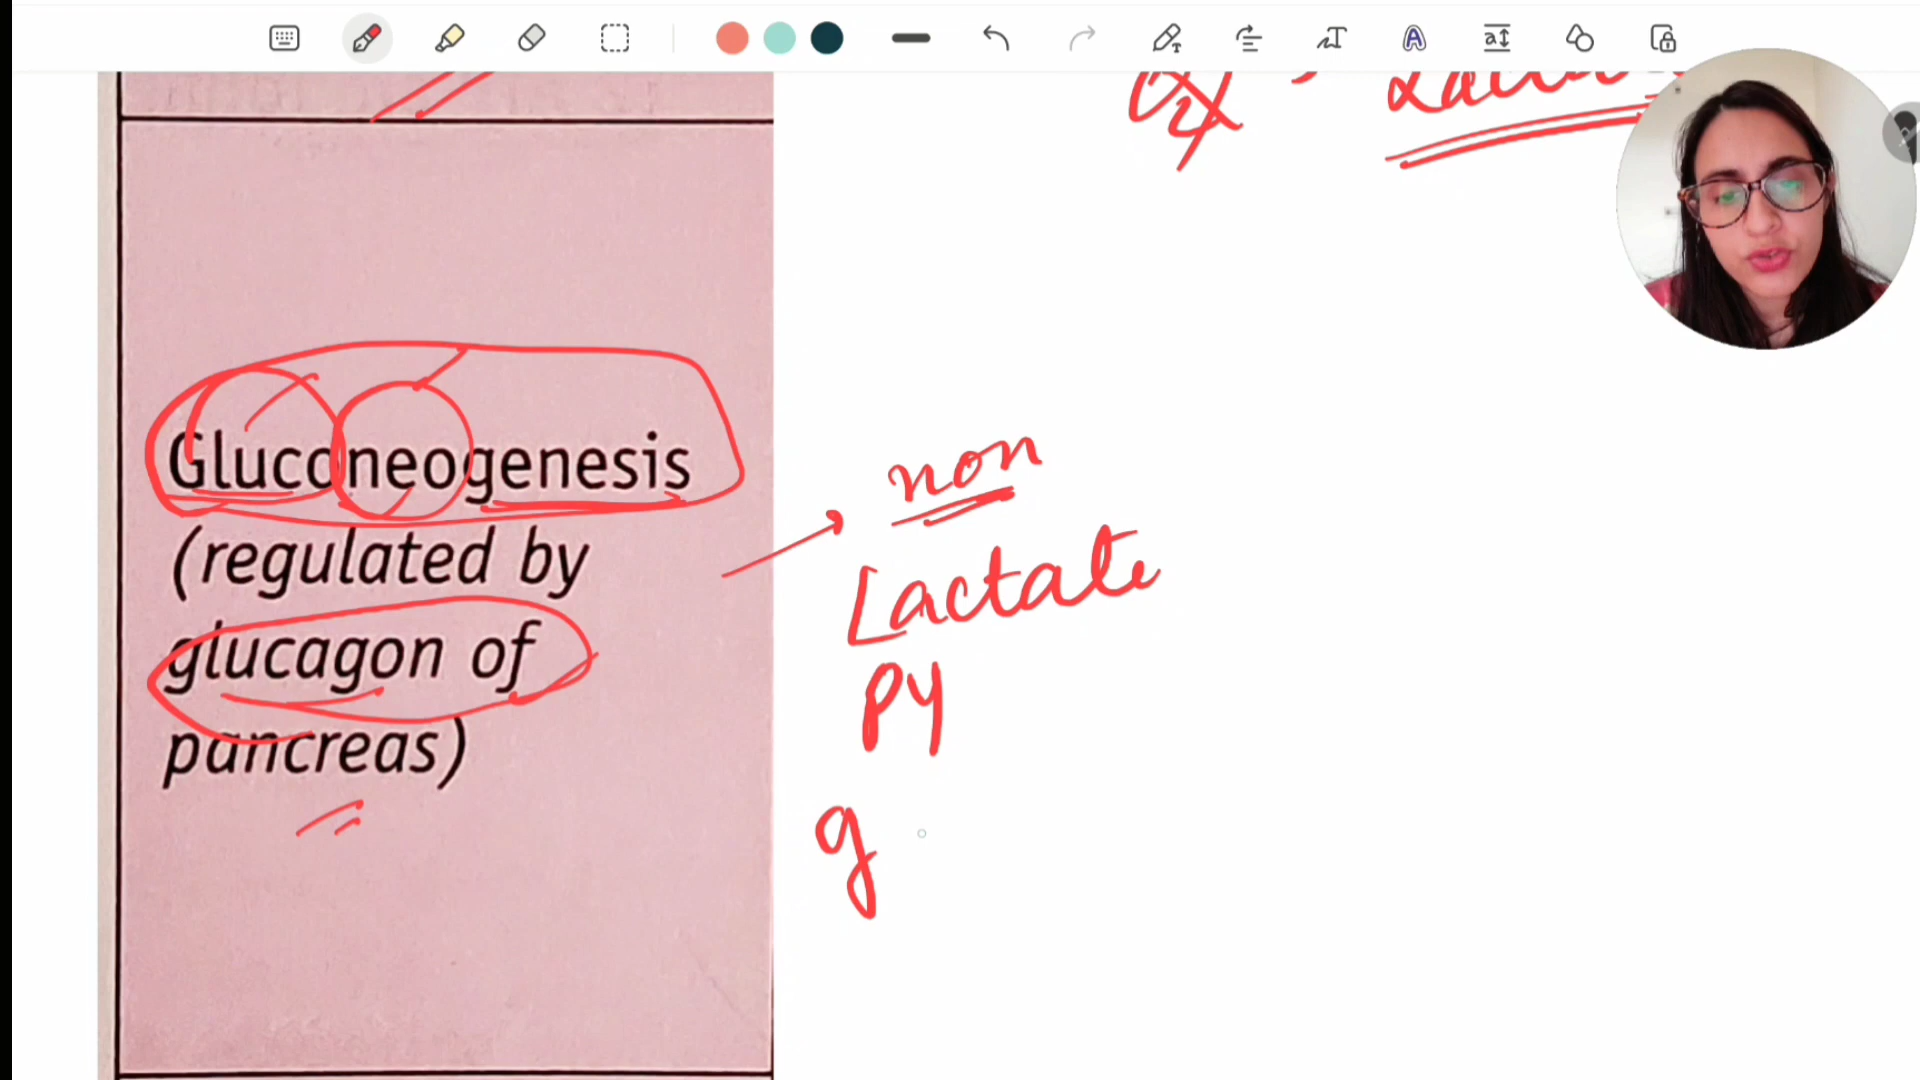 Gluconeogenesis
(regulated by
glucagon of
pancreas)
non
Lactate
py
g